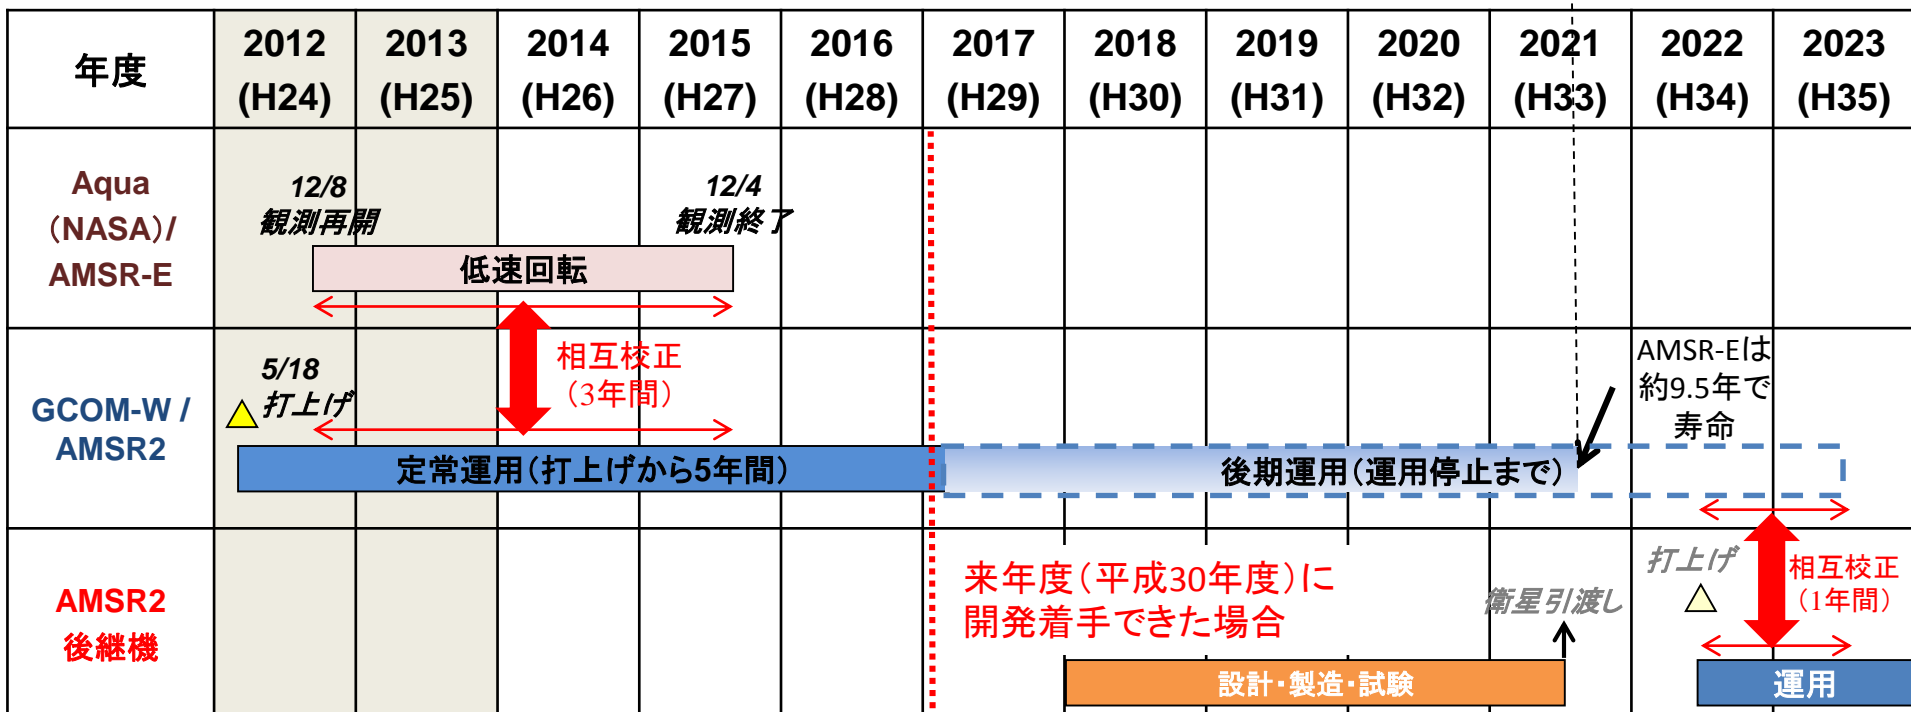 年度
2012
(H24)
2013
(H25)
2014
(H26)
2015
(H27)
2016
(H28)
2017
(H29)
2018
(H30)
2019
(H31)
2020
(H32)
2021
(H33)
2022
(H34)
2023
(H35)
Aqua
（NASA)/
AMSR-E
12/8
観測再開
12/4
観測終了
低速回転
相互校正
（3年間）
GCOM-W /
AMSR2
5/18
打上げ
定常運用（打上げから5年間）
後期運用（運用停止まで）
AMSR-Eは
約9.5年で
寿命
AMSR2
後継機
来年度（平成30年度）に
開発着手できた場合
衛星引渡し
打上げ
相互校正
（1年間）
設計・製造・試験
運用